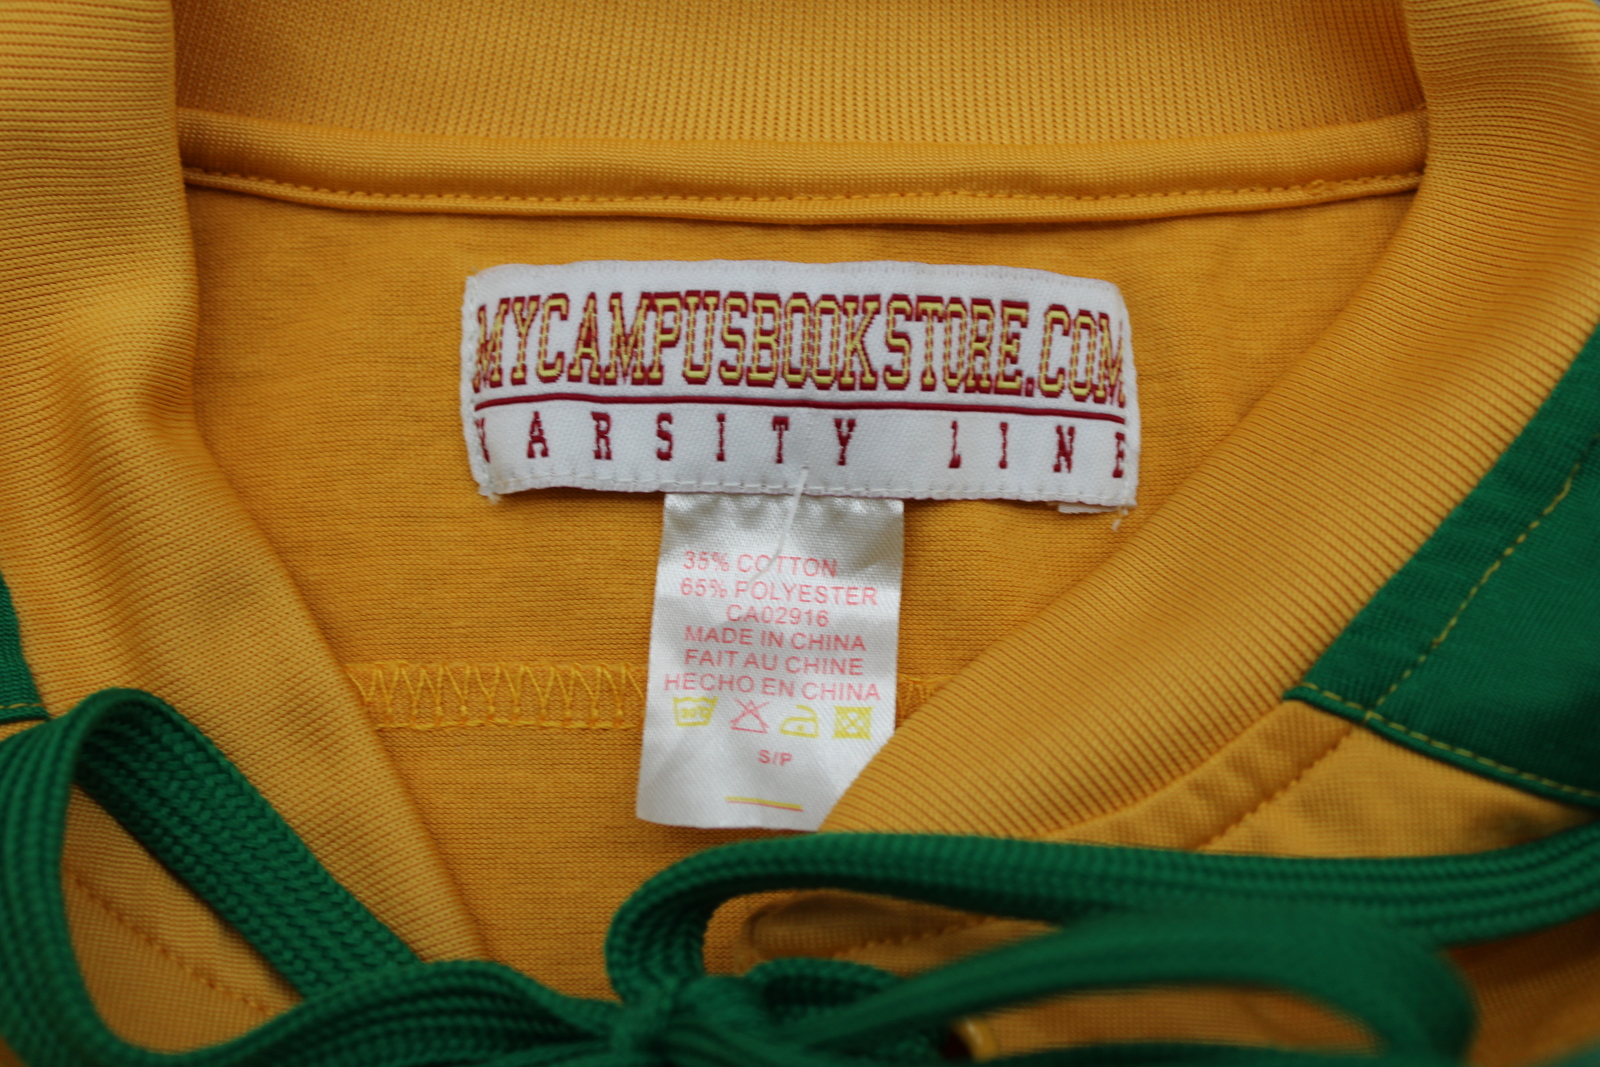 MYCAMPUSBOOKSTORE.COM
VARSITY LINE
35% COTTON
65% POLYESTER
CA02916
MADE IN CHINA
FAIT AU CHINE
HECHO EN CHINA
S/P